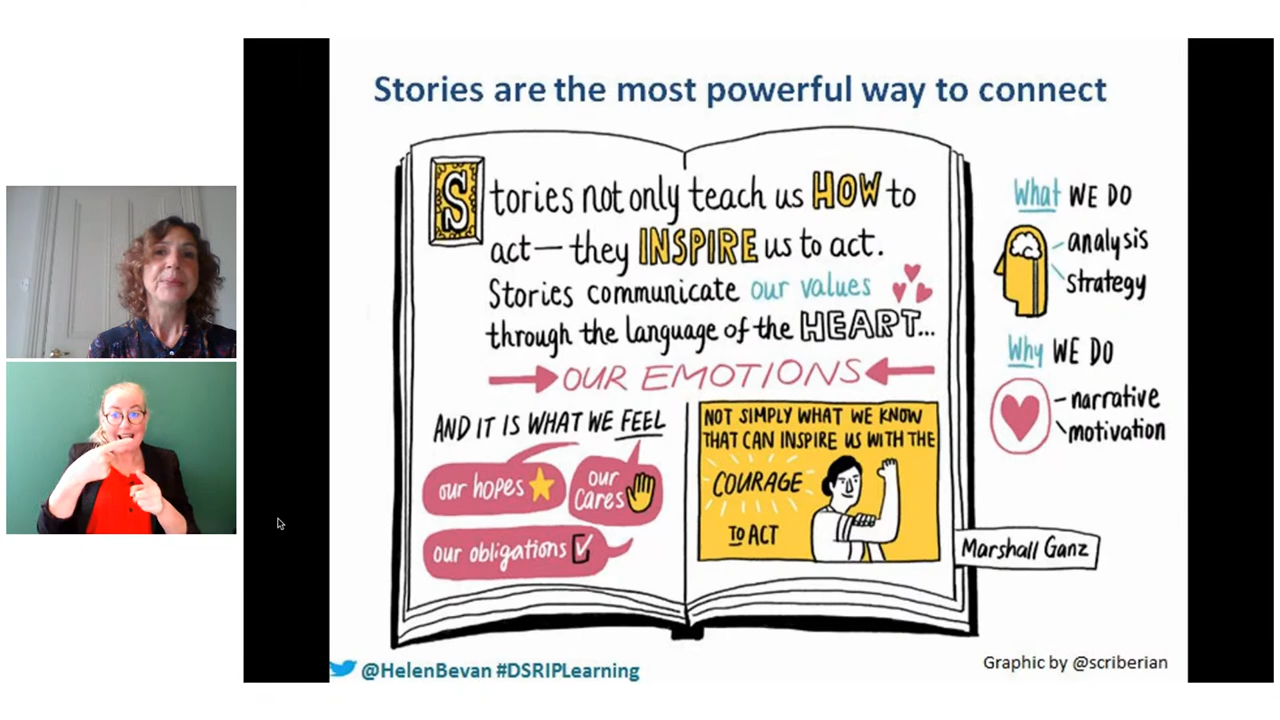 Stories are the most powerful way to connect
Stories not only teach us HOW to
act—they INSPIRE us to act.
Stories communicate our values
through the language of the HEART...
OUR EMOTIONS
AND IT IS WHAT WE FEEL
our hopes
our
cares
our obligations
NOT SIMPLY WHAT WE KNOW
THAT CAN INSPIRE US WITH THE
COURAGE
TO ACT
What WE DO
analysis
strategy
Why WE DO
narrative
motivation
Marshall Ganz
@HelenBevan #DSRIPLearning
Graphic by @scriberian